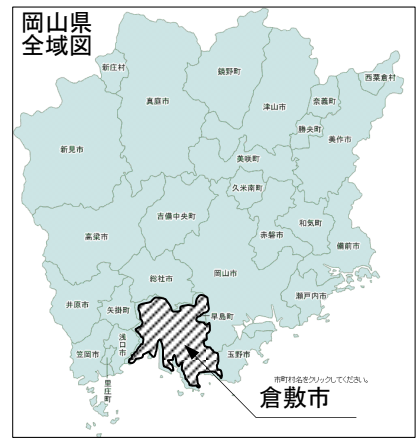 岡山県
全域図
新庄村
鏡野町
西粟倉村
真庭市
津山市
奈義町
勝央町
美作市
新見市
美咲町
久米南町
吉備中央町
和気町
赤磐市
高梁市
備前市
総社市
岡山市
瀬戸内市
井原市
矢掛町
早島町
浅口市
笠岡市
玉野市
里庄町
市町村名をクリックしてください。
倉敷市